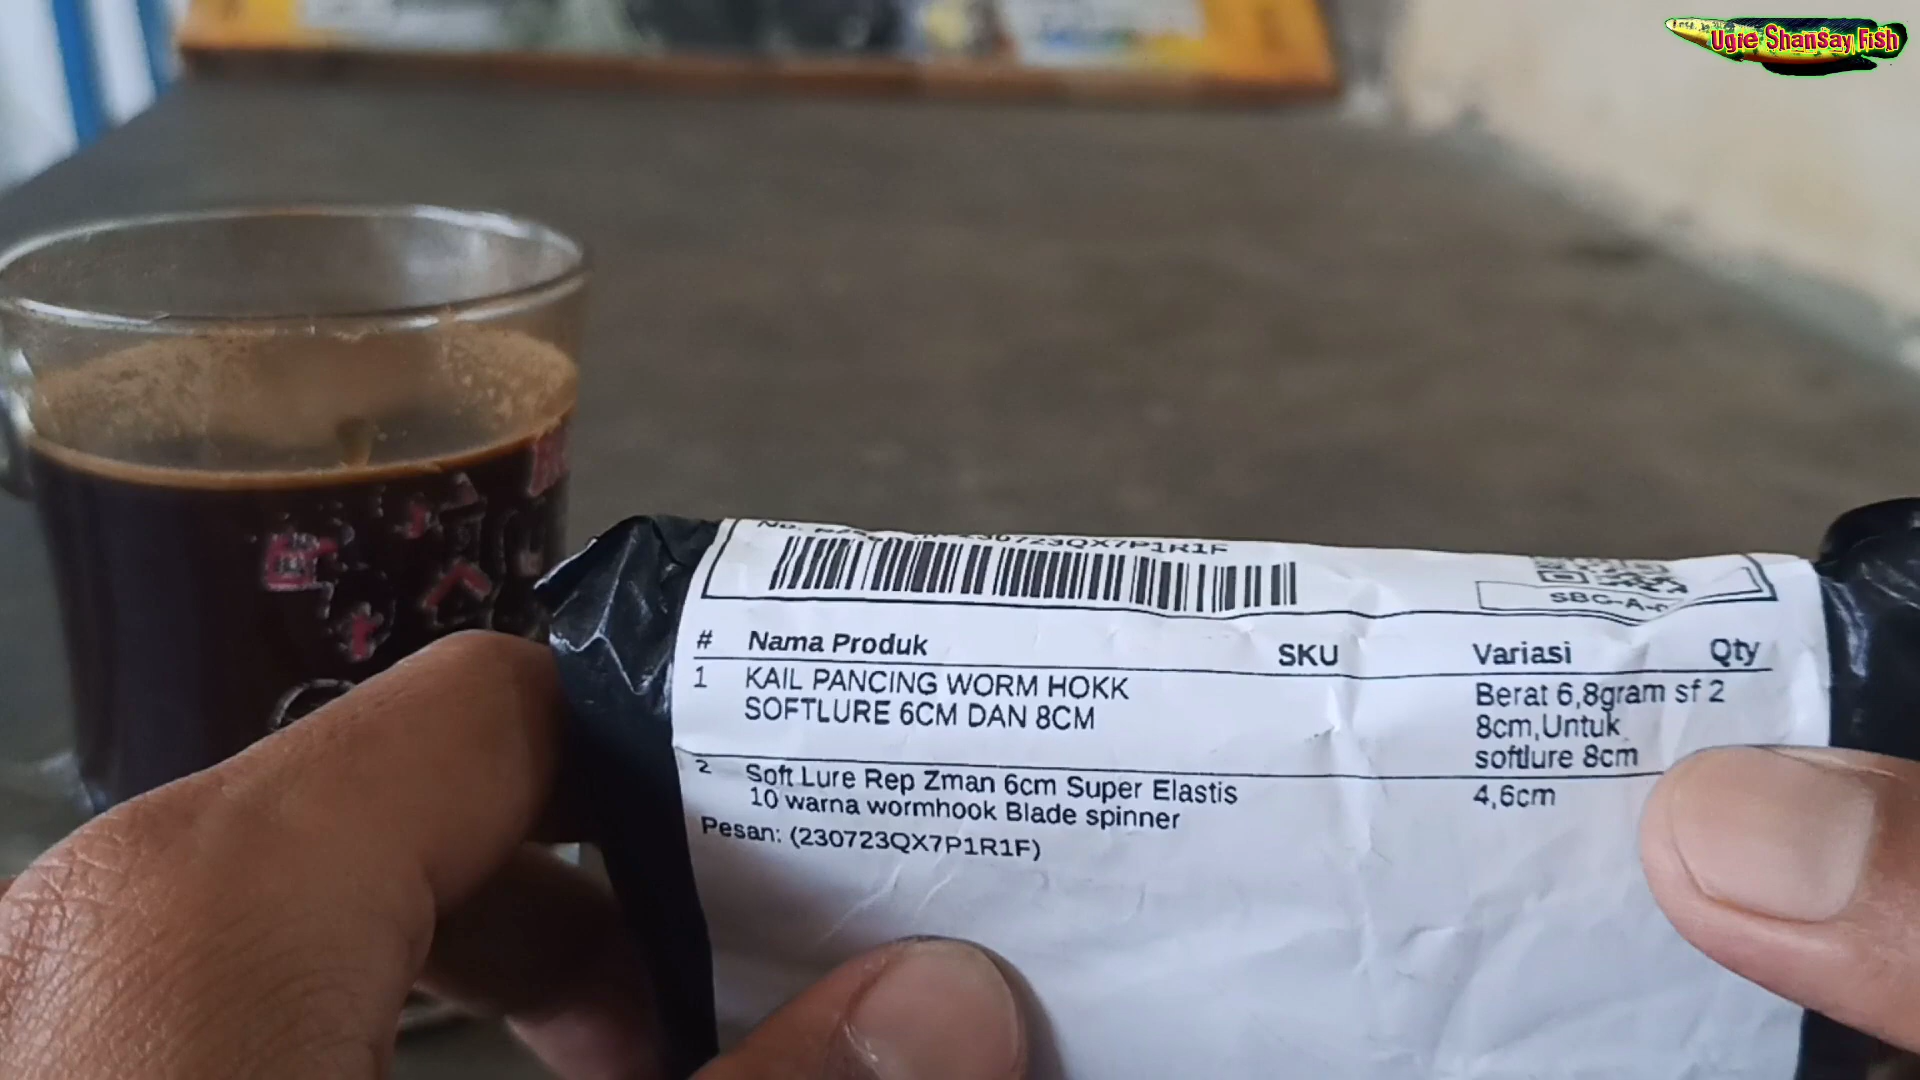 Ugie Shansay Fish
230723QX7P1R1F
SBG-A-
# Nama Produk SKU Variasi Qty
1 KAIL PANCING WORM HOKK Berat 6,8gram sf 2
SOFTLURE 6CM DAN 8CM 8cm,Untuk
softlure 8cm
2 Soft Lure Rep Zman 6cm Super Elastis 4,6cm
10 warna wormhook Blade spinner
Pesan: (230723QX7P1R1F)